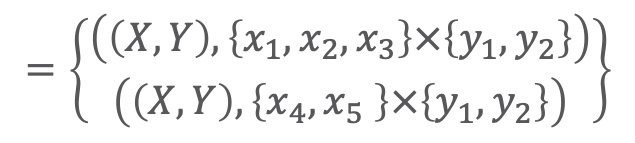 = {((X, Y), {x₁, x₂, x₃}×{y₁, y₂})
((X, Y), {x₄, x₅ }×{y₁, y₂})}